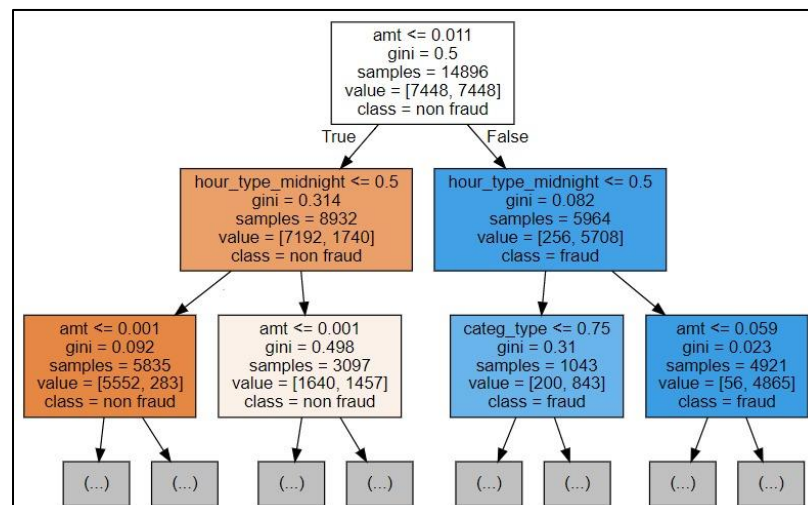 amt <= 0.011
gini = 0.5
samples = 14896
value = [7448, 7448]
class = non fraud
True
False
hour_type_midnight <= 0.5
gini = 0.314
samples = 8932
value = [7192, 1740]
class = non fraud
hour_type_midnight <= 0.5
gini = 0.082
samples = 5964
value = [256, 5708]
class = fraud
amt <= 0.001
gini = 0.092
samples = 5835
value = [5552, 283]
class = non fraud
amt <= 0.001
gini = 0.498
samples = 3097
value = [1640, 1457]
class = non fraud
categ_type <= 0.75
gini = 0.31
samples = 1043
value = [200, 843]
class = fraud
amt <= 0.059
gini = 0.023
samples = 4921
value = [56, 4865]
class = fraud
(...)
(...)
(...)
(...)
(...)
(...)
(...)
(...)